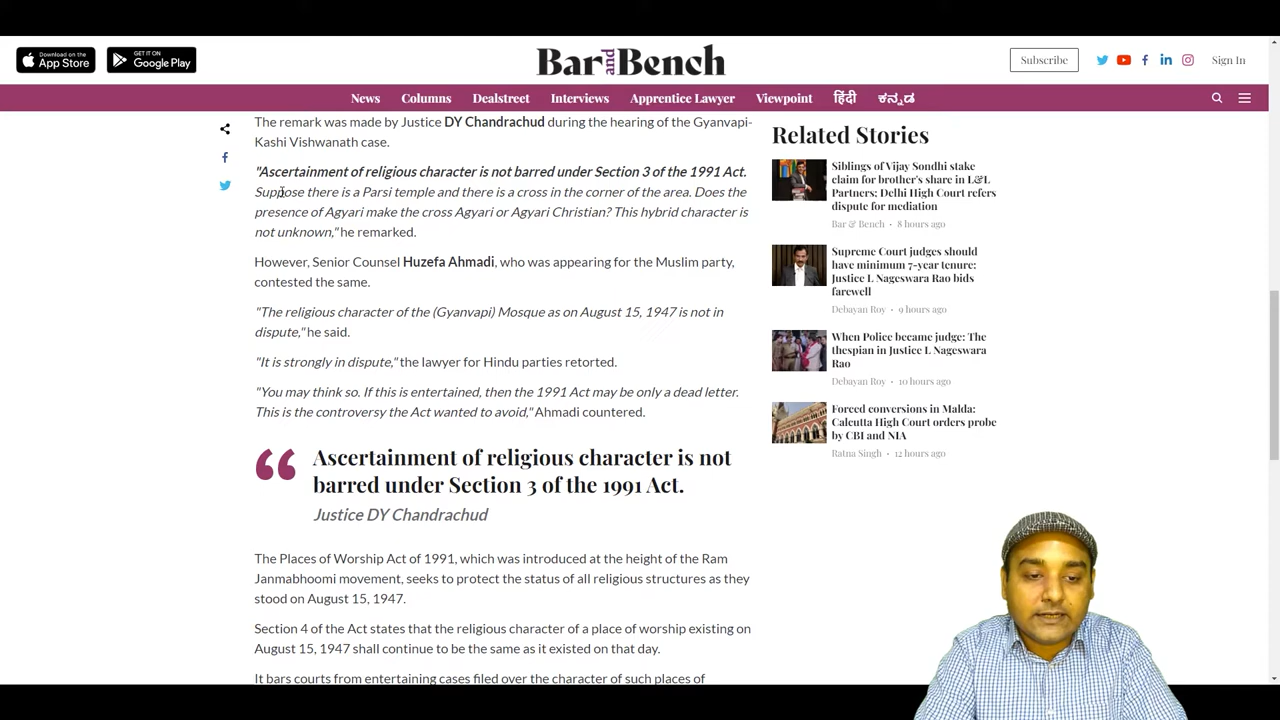 Download on the
App Store
GET IT ON
Google Play
Bar and Bench
Subscribe
Sign In
News Columns Dealstreet Interviews Apprentice Lawyer Viewpoint हिंदी ಕನ್ನಡ
The remark was made by Justice DY Chandrachud during the hearing of the Gyanvapi-
Kashi Vishwanath case.
"Ascertainment of religious character is not barred under Section 3 of the 1991 Act.
Suppose there is a Parsi temple and there is a cross in the corner of the area. Does the
presence of Agyari make the cross Agyari or Agyari Christian? This hybrid character is
not unknown," he remarked.
However, Senior Counsel Huzefa Ahmadi, who was appearing for the Muslim party,
contested the same.
"The religious character of the (Gyanvapi) Mosque as on August 15, 1947 is not in
dispute," he said.
"It is strongly in dispute," the lawyer for Hindu parties retorted.
"You may think so. If this is entertained, then the 1991 Act may be only a dead letter.
This is the controversy the Act wanted to avoid," Ahmadi countered.
“ Ascertainment of religious character is not
barred under Section 3 of the 1991 Act.
Justice DY Chandrachud
The Places of Worship Act of 1991, which was introduced at the height of the Ram
Janmabhoomi movement, seeks to protect the status of all religious structures as they
stood on August 15, 1947.
Section 4 of the Act states that the religious character of a place of worship existing on
August 15, 1947 shall continue to be the same as it existed on that day.
It bars courts from entertaining cases filed over the character of such places of
Related Stories
Siblings of Vijay Sondhi stake
claim for brother's share in L&L
Partners; Delhi High Court refers
dispute for mediation
Bar & Bench · 8 hours ago
Supreme Court judges should
have minimum 7-year tenure:
Justice L Nageswara Rao bids
farewell
Debayan Roy · 9 hours ago
When Police became judge: The
thespian in Justice L Nageswara
Rao
Debayan Roy · 10 hours ago
Forced conversions in Malda:
Calcutta High Court orders probe
by CBI and NIA
Ratna Singh · 12 hours ago